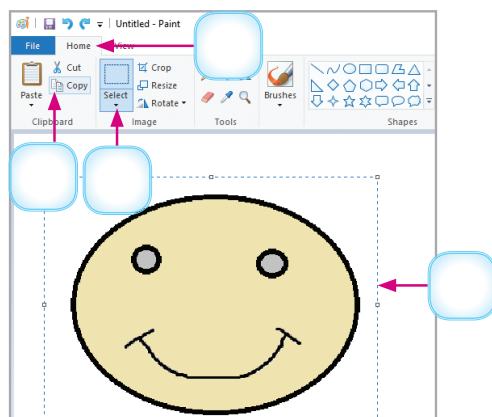 Untitled - Paint
File Home View
Paste
Cut
Copy
Clipboard
Select
Crop
Resize
Rotate
Image
Tools
Brushes
Shapes